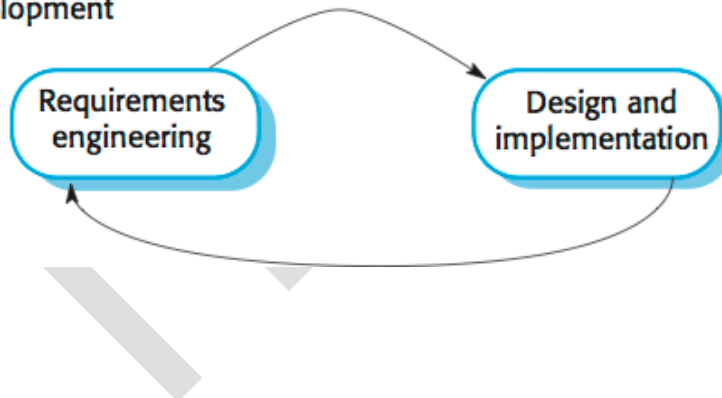 lopment
Requirements
engineering
Design and
implementation